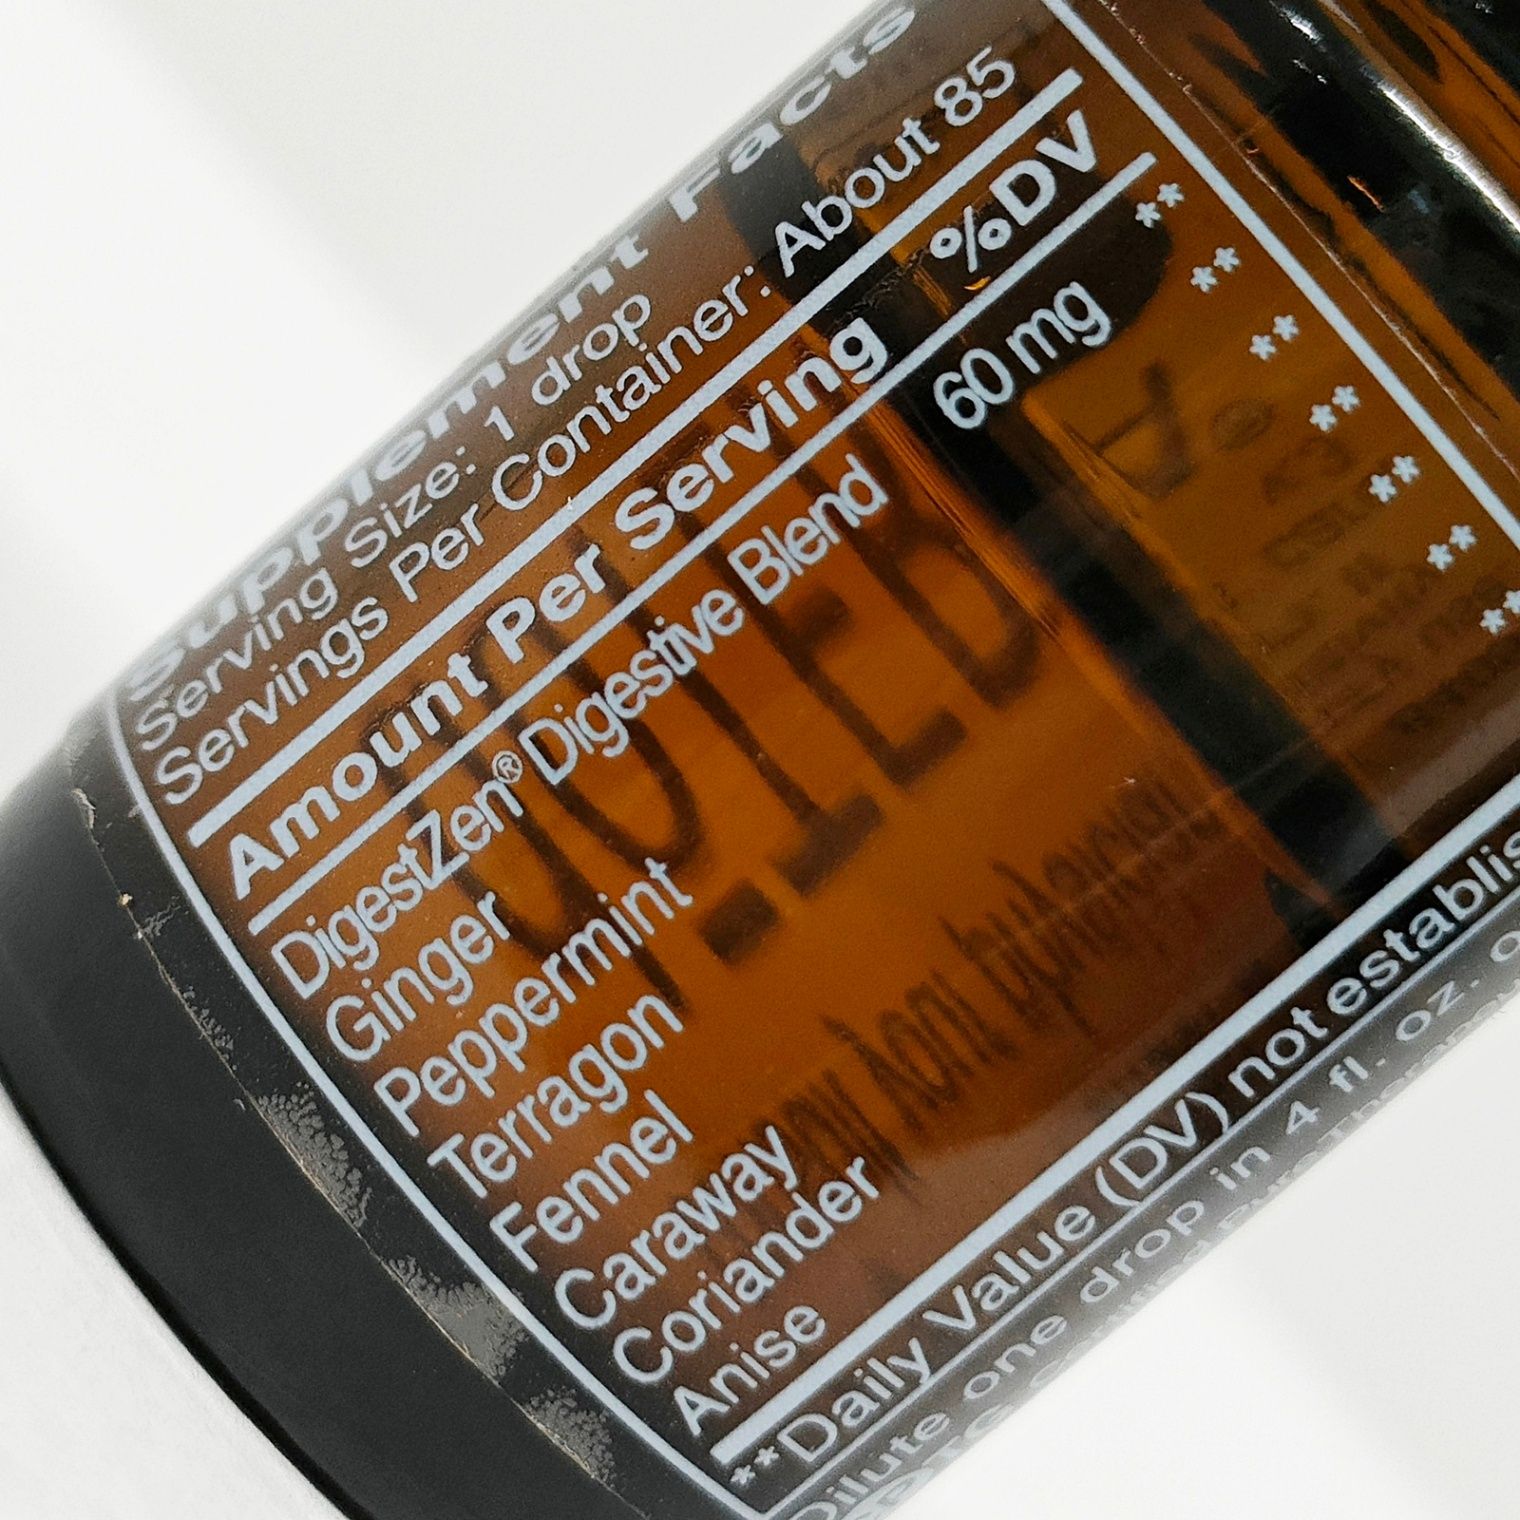 Supplement Facts
Serving Size: 1 drop
Servings Per Container: About 85
Amount Per Serving %DV
DigestZen® Digestive Blend 60 mg **
Ginger **
Peppermint **
Terragon **
Fennel **
Caraway **
Coriander **
Anise
**Daily Value (DV) not establis
Dilute one drop in 4 fl. oz.